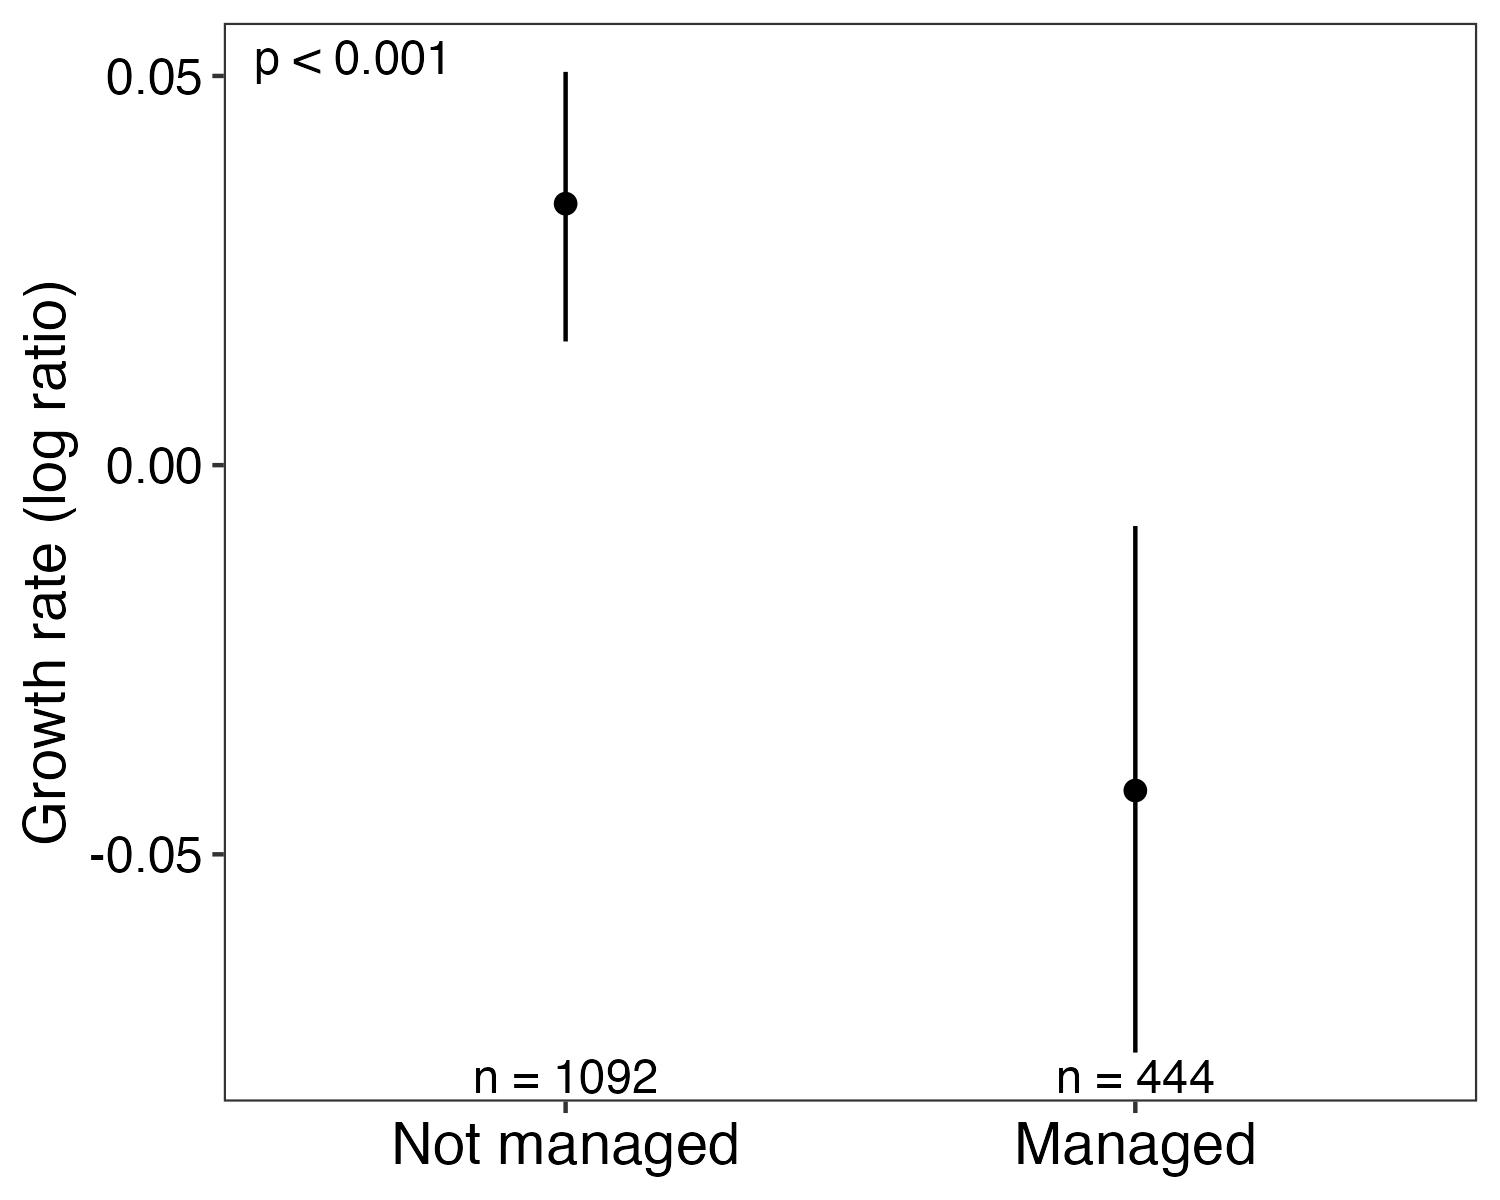 p < 0.001
0.05
0.00
-0.05
Growth rate (log ratio)
n = 1092
n = 444
Not managed
Managed